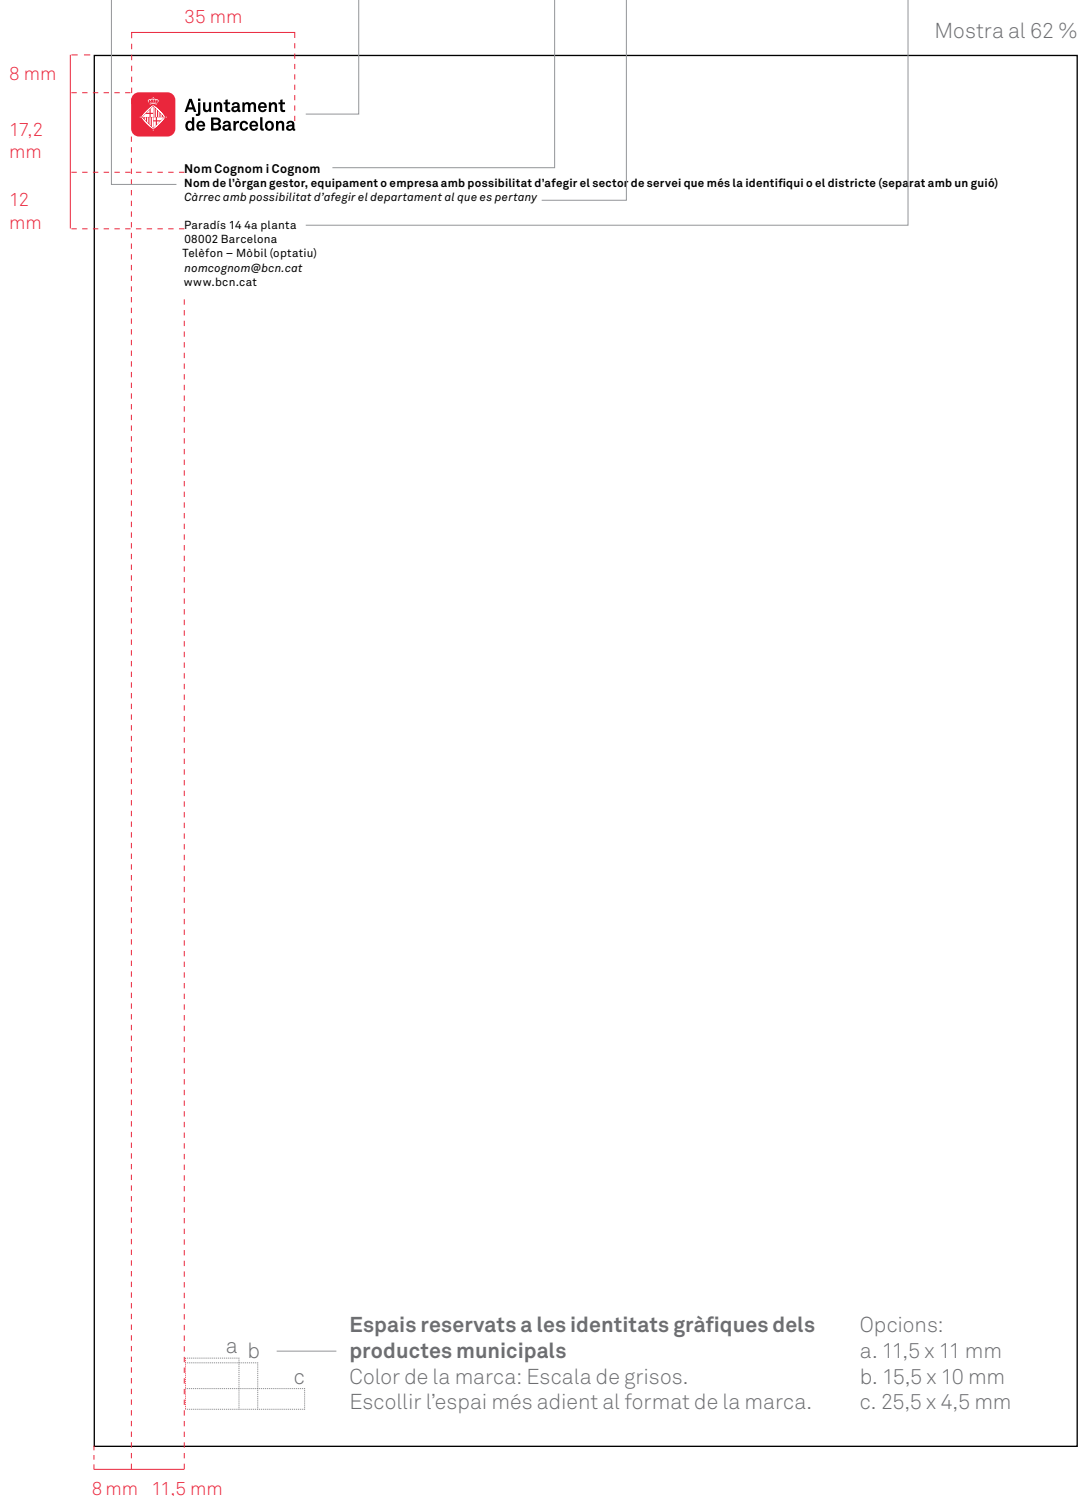 35 mm
Mostra al 62 %
8 mm
17,2
mm
12
mm
Ajuntament
de Barcelona
Nom Cognom i Cognom
Nom de l'òrgan gestor, equipament o empresa amb possibilitat d'afegir el sector de servei que més la identifiqui o el districte (separat amb un guió)
Càrrec amb possibilitat d'afegir el departament al que es pertany
Paradís 14 4a planta
08002 Barcelona
Telèfon – Mòbil (optatiu)
nomcognom@bcn.cat
www.bcn.cat
a b
c
Espais reservats a les identitats gràfiques dels
productes municipals
Color de la marca: Escala de grisos.
Escollir l'espai més adient al format de la marca.
Opcions:
a. 11,5 x 11 mm
b. 15,5 x 10 mm
c. 25,5 x 4,5 mm
8 mm 11,5 mm